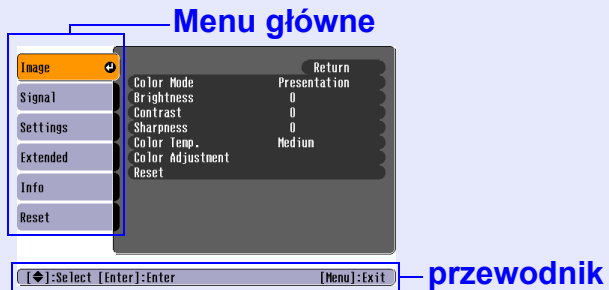 Menu główne
Image
Signal
Settings
Extended
Info
Reset
Return
Color Mode Presentation
Brightness 0
Contrast 0
Sharpness 0
Color Temp. Medium
Color Adjustment
Reset
[◆]:Select [Enter]:Enter [Menu]:Exit
przewodnik